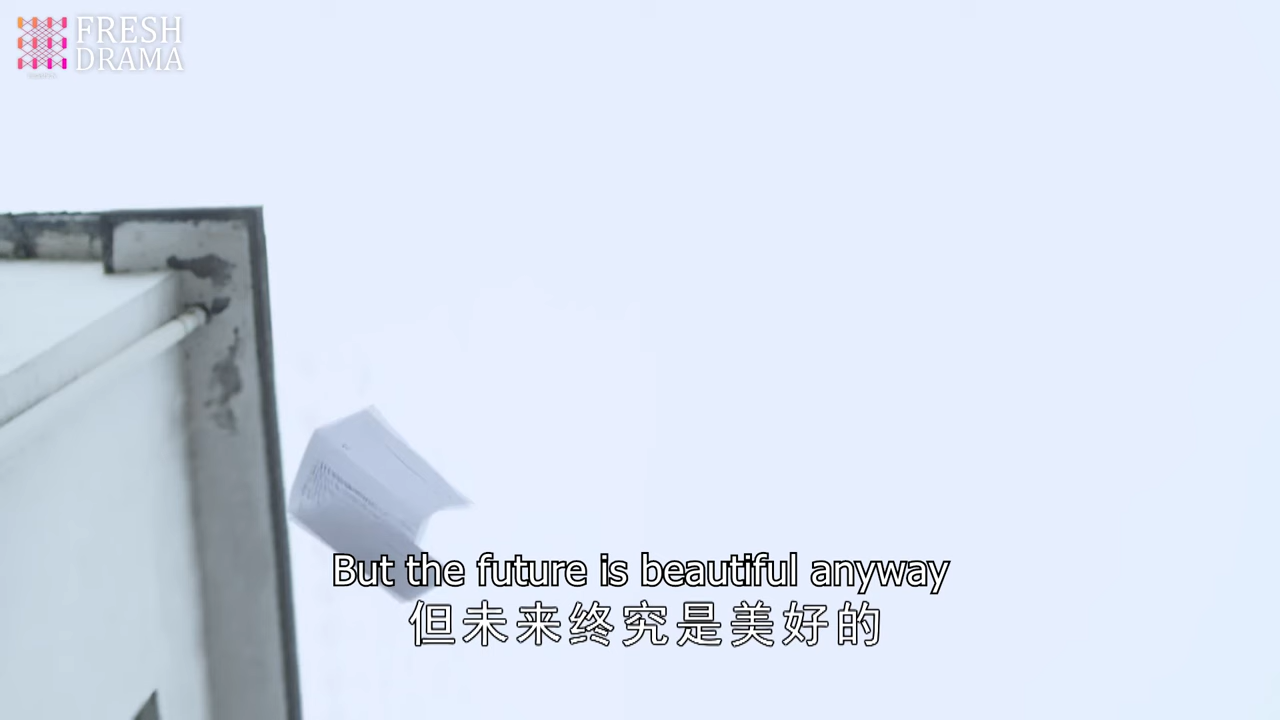 FRESH
DRAMA
But the future is beautiful anyway
但未来终究是美好的